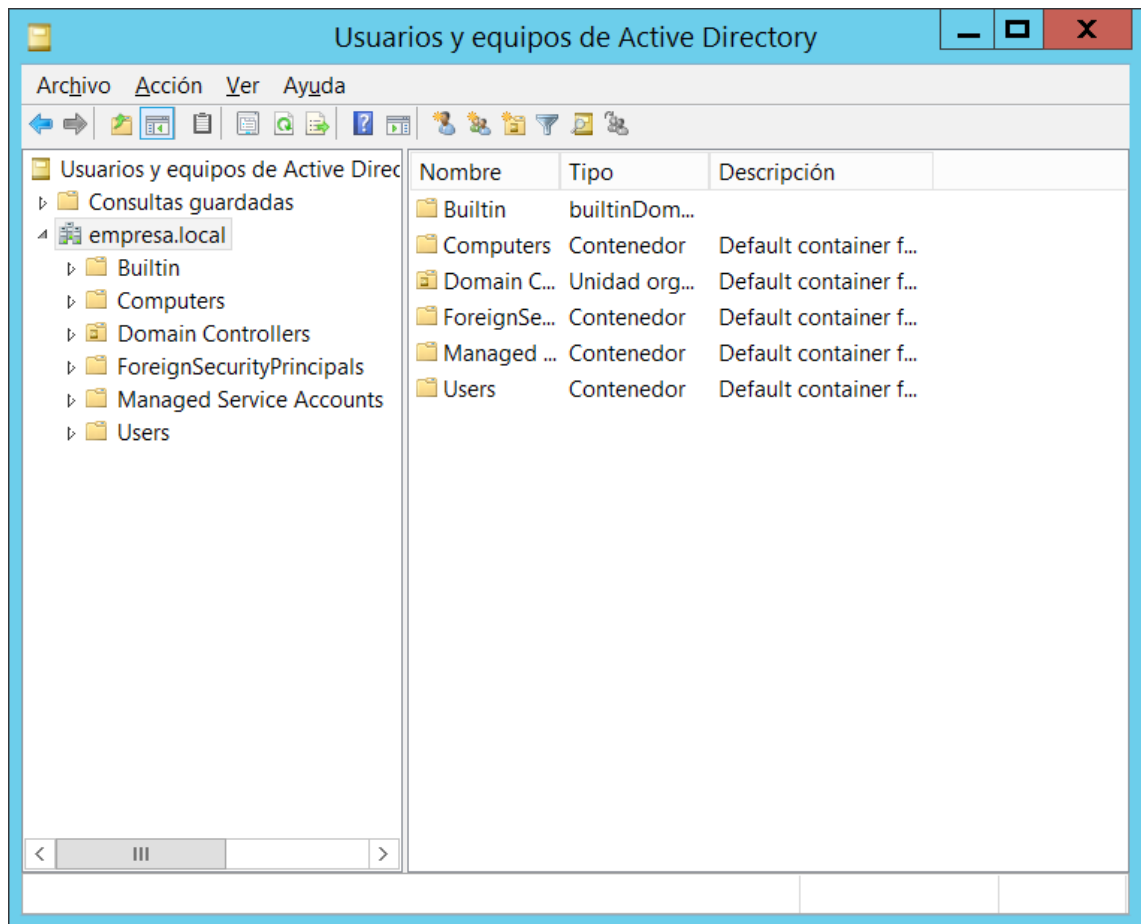 Usuarios y equipos de Active Directory
Archivo Acción Ver Ayuda
Usuarios y equipos de Active Direc
Consultas guardadas
empresa.local
Builtin
Computers
Domain Controllers
ForeignSecurityPrincipals
Managed Service Accounts
Users
Nombre Tipo Descripción
Builtin builtinDom...
Computers Contenedor Default container f...
Domain C... Unidad org... Default container f...
ForeignSe... Contenedor Default container f...
Managed ... Contenedor Default container f...
Users Contenedor Default container f...